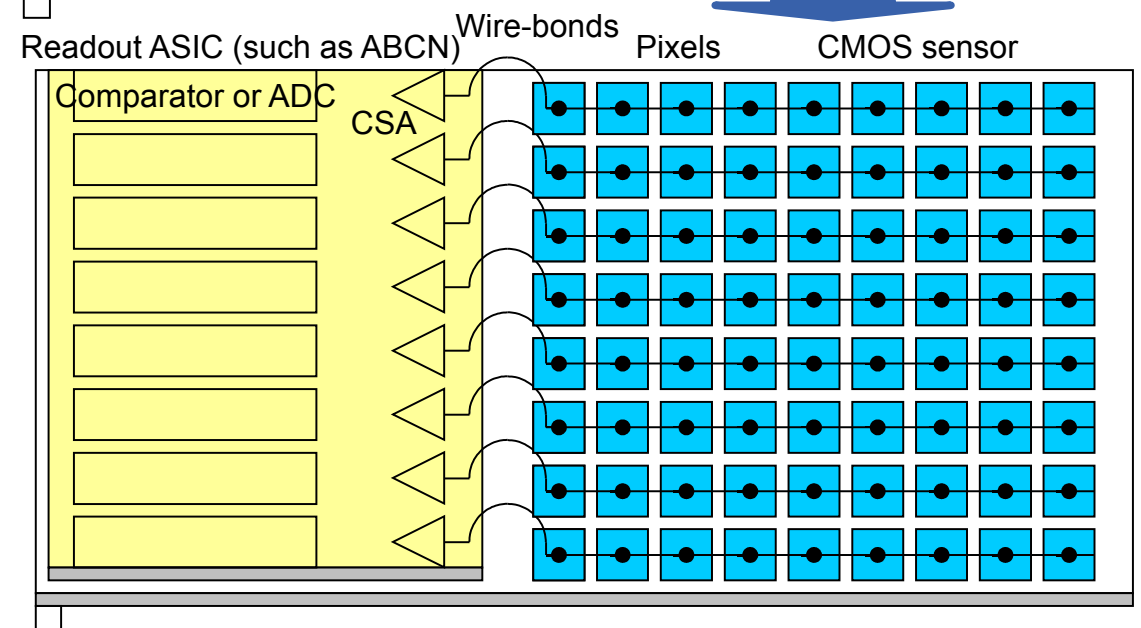 Wire-bonds
Readout ASIC (such as ABCN)
Pixels
CMOS sensor
Comparator or ADC
CSA